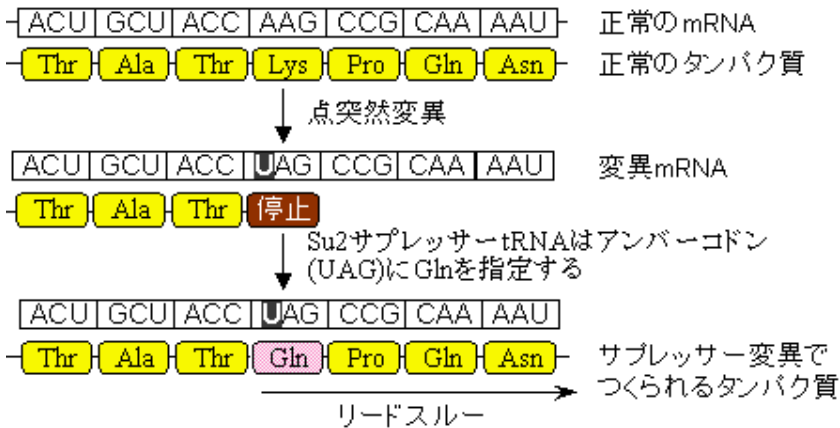 ACU GCU ACC AAG CCG CAA AAU 正常のmRNA
Thr Ala Thr Lys Pro Gln Asn 正常のタンパク質
点突然変異
ACU GCU ACC UAG CCG CAA AAU 変異mRNA
Thr Ala Thr 停止
Su2サプレッサーtRNAはアンバーコドン
(UAG)にGlnを指定する
ACU GCU ACC UAG CCG CAA AAU
Thr Ala Thr Gln Pro Gln Asn サプレッサー変異で
つくられるタンパク質
リードスルー